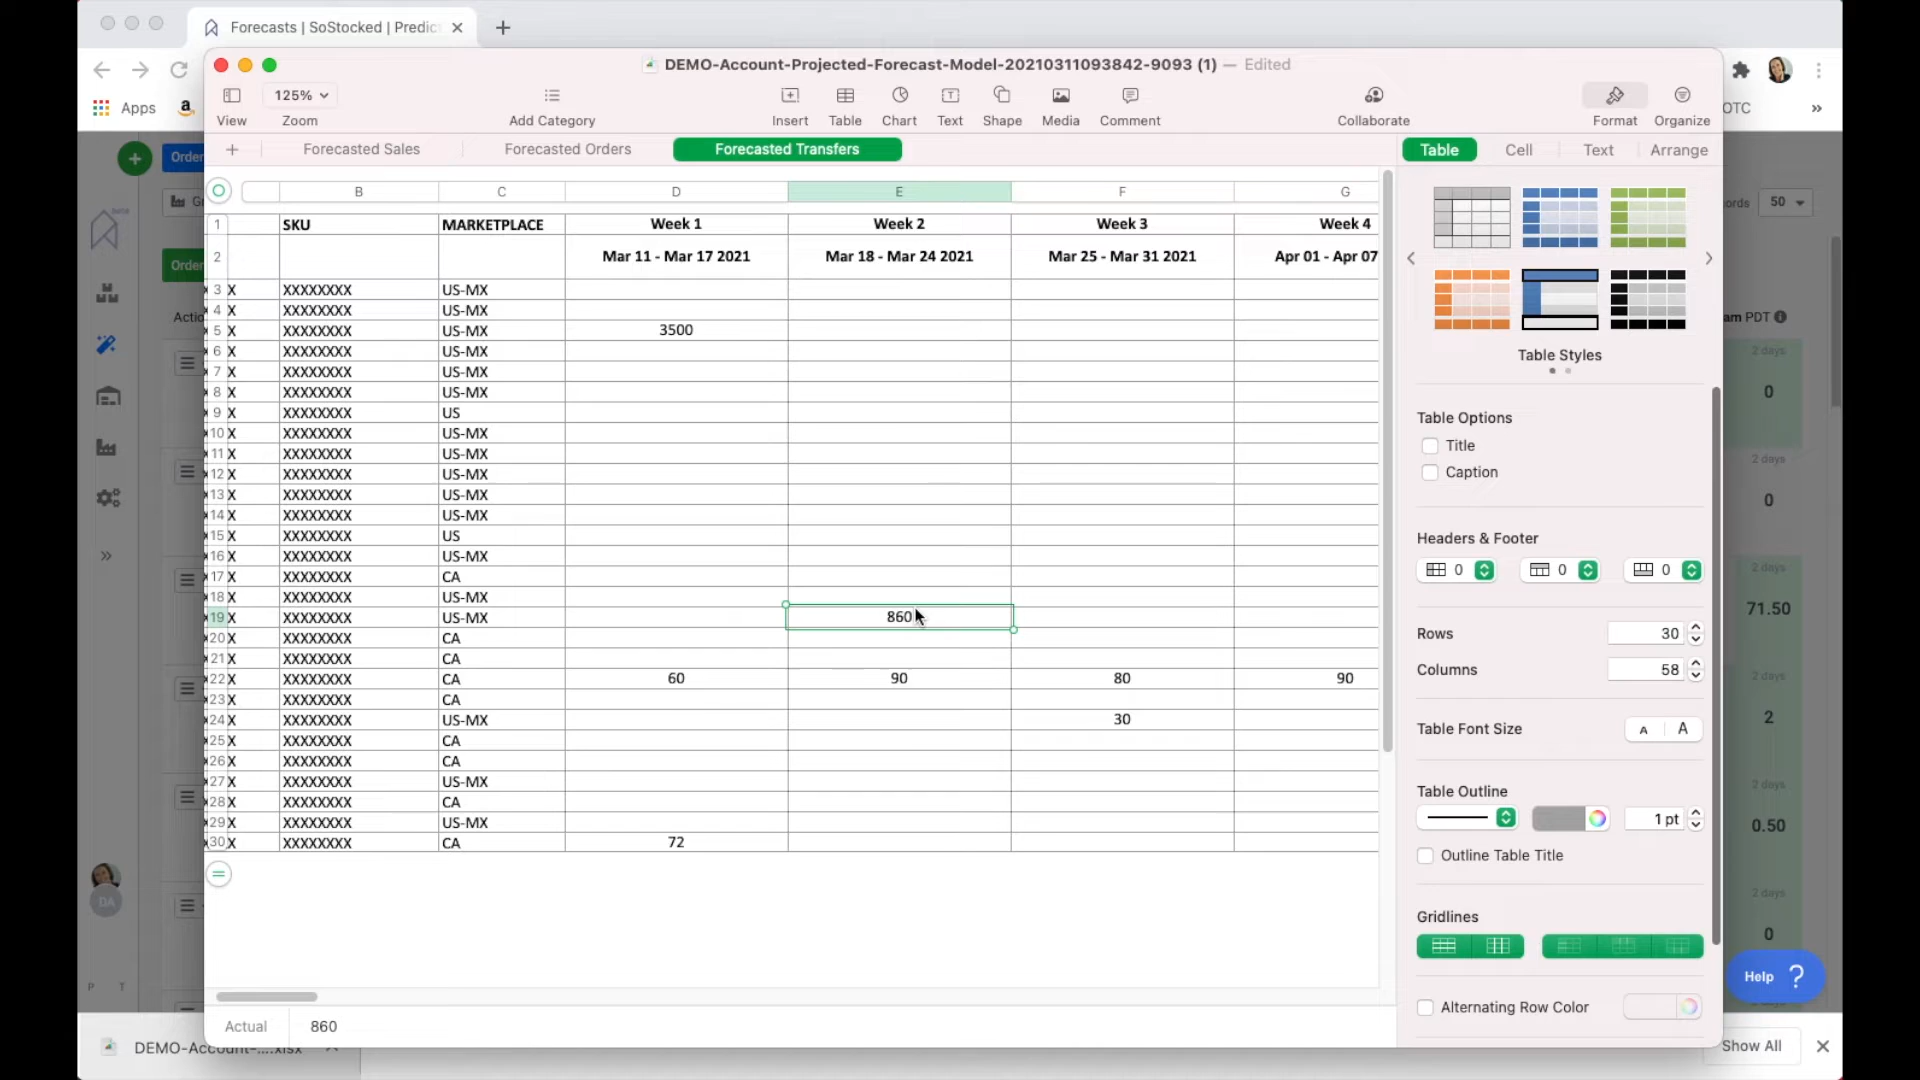 Forecasts | SoStocked | Predic
DEMO-Account-Projected-Forecast-Model-20210311093842-9093 (1) — Edited
Apps
OTC
125%
View
Zoom
Add Category
Insert
Table
Chart
Text
Shape
Media
Comment
Collaborate
Format
Organize
Forecasted Sales
Forecasted Orders
Forecasted Transfers
Table
Cell
Text
Arrange
Order
Order
B C D E F G
1 SKU MARKETPLACE Week 1 Week 2 Week 3 Week 4
2 Mar 11 - Mar 17 2021 Mar 18 - Mar 24 2021 Mar 25 - Mar 31 2021 Apr 01 - Apr 07
3 X XXXXXXXX US-MX
4 X XXXXXXXX US-MX
5 X XXXXXXXX US-MX 3500
6 X XXXXXXXX US-MX
7 X XXXXXXXX US-MX
8 X XXXXXXXX US-MX
9 X XXXXXXXX US
10 X XXXXXXXX US-MX
11 X XXXXXXXX US-MX
12 X XXXXXXXX US-MX
13 X XXXXXXXX US-MX
14 X XXXXXXXX US-MX
15 X XXXXXXXX US
16 X XXXXXXXX US-MX
17 X XXXXXXXX CA
18 X XXXXXXXX US-MX
19 X XXXXXXXX US-MX 860
20 X XXXXXXXX CA
21 X XXXXXXXX CA
22 X XXXXXXXX CA 60 90 80 90
23 X XXXXXXXX CA
24 X XXXXXXXX US-MX 30
25 X XXXXXXXX CA
26 X XXXXXXXX CA
27 X XXXXXXXX US-MX
28 X XXXXXXXX CA
29 X XXXXXXXX US-MX
30 X XXXXXXXX CA 72
Actual
860
Table Styles
Table Options
Title
Caption
Headers & Footer
0 0 0
Rows 30
Columns 58
Table Font Size A A
Table Outline
1 pt
Outline Table Title
Gridlines
Alternating Row Color
ords 50
am PDT
2 days
0
2 days
0
2 days
71.50
2 days
2
2 days
0.50
2 days
0
Help ?
DA
P T
DEMO-Account-....xlsx
Show All